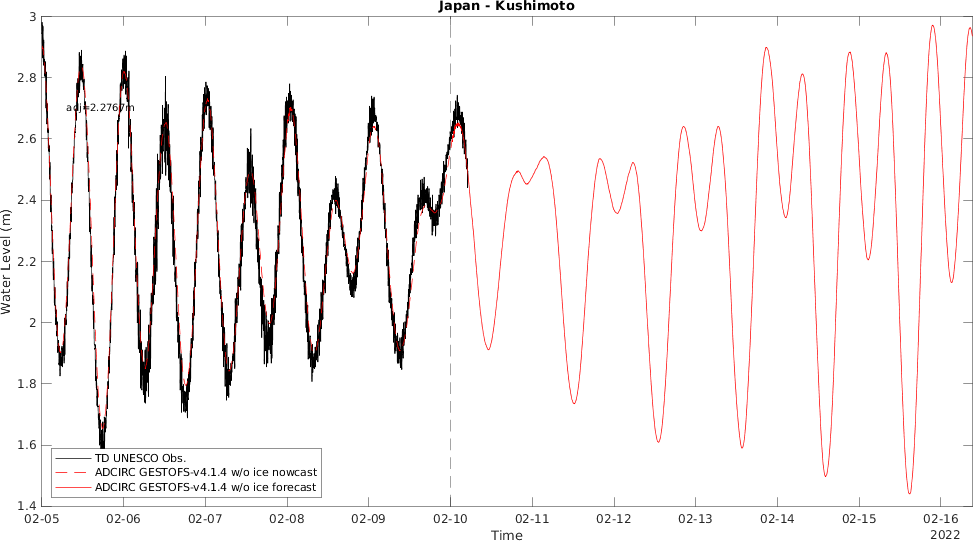 Japan - Kushimoto
Water Level (m)
3
2.8
2.6
2.4
2.2
2
1.8
1.6
1.4
adj=2.2767m
TD UNESCO Obs.
ADCIRC GESTOFS-v4.1.4 w/o ice nowcast
ADCIRC GESTOFS-v4.1.4 w/o ice forecast
02-05 02-06 02-07 02-08 02-09 02-10 02-11 02-12 02-13 02-14 02-15 02-16
Time
2022